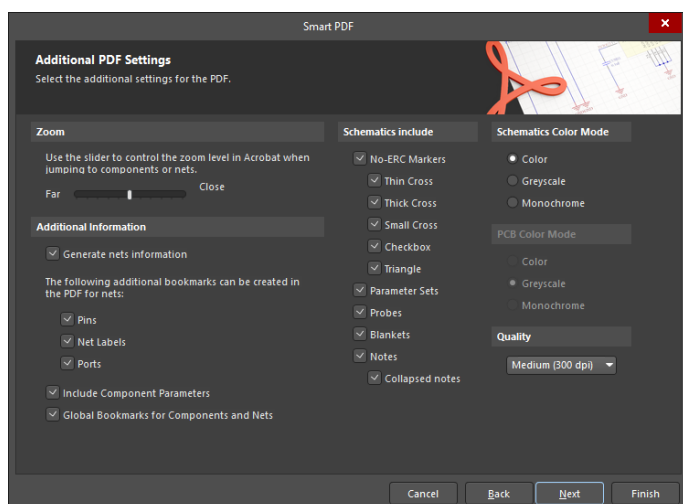 Smart PDF
Additional PDF Settings
Select the additional settings for the PDF.
Zoom
Use the slider to control the zoom level in Acrobat when
jumping to components or nets.
Far
Close
Additional Information
Generate nets information
The following additional bookmarks can be created in
the PDF for nets:
Pins
Net Labels
Ports
Include Component Parameters
Global Bookmarks for Components and Nets
Schematics include
No-ERC Markers
Thin Cross
Thick Cross
Small Cross
Checkbox
Triangle
Parameter Sets
Probes
Blankets
Notes
Collapsed notes
Schematics Color Mode
Color
Greyscale
Monochrome
PCB Color Mode
Color
Greyscale
Monochrome
Quality
Medium (300 dpi)
Cancel
Back
Next
Finish